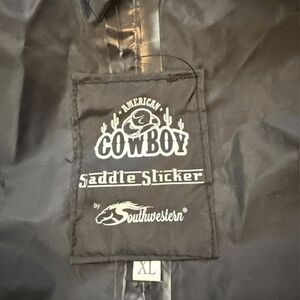 AMERICAN
COWBOY
Saddle Slicker
By
Southwestern®
XL